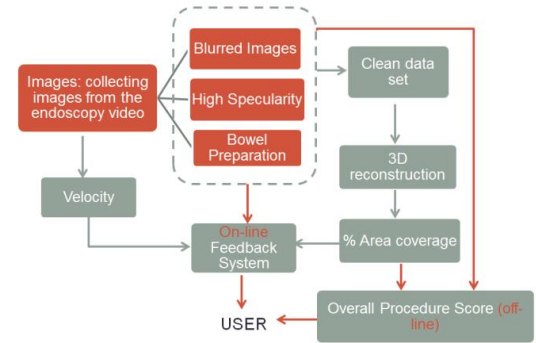 Blurred Images
Images: collecting
images from the
endoscopy video
High Specularity
Bowel
Preparation
Clean data
set
3D
reconstruction
Velocity
On-line
Feedback
System
% Area coverage
Overall Procedure Score (off-
line)
USER